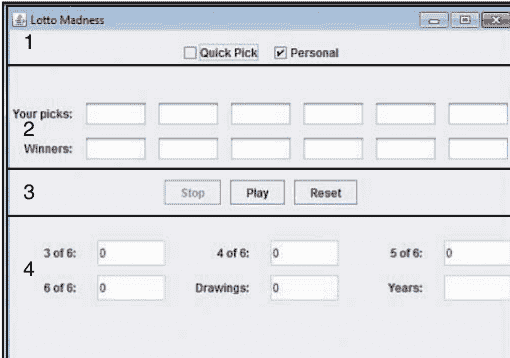 Lotto Madness
1
Quick Pick Personal
Your picks:
2
Winners:
3
Stop Play Reset
3 of 6: 0 4 of 6: 0 5 of 6: 0
4
6 of 6: 0 Drawings: 0 Years: